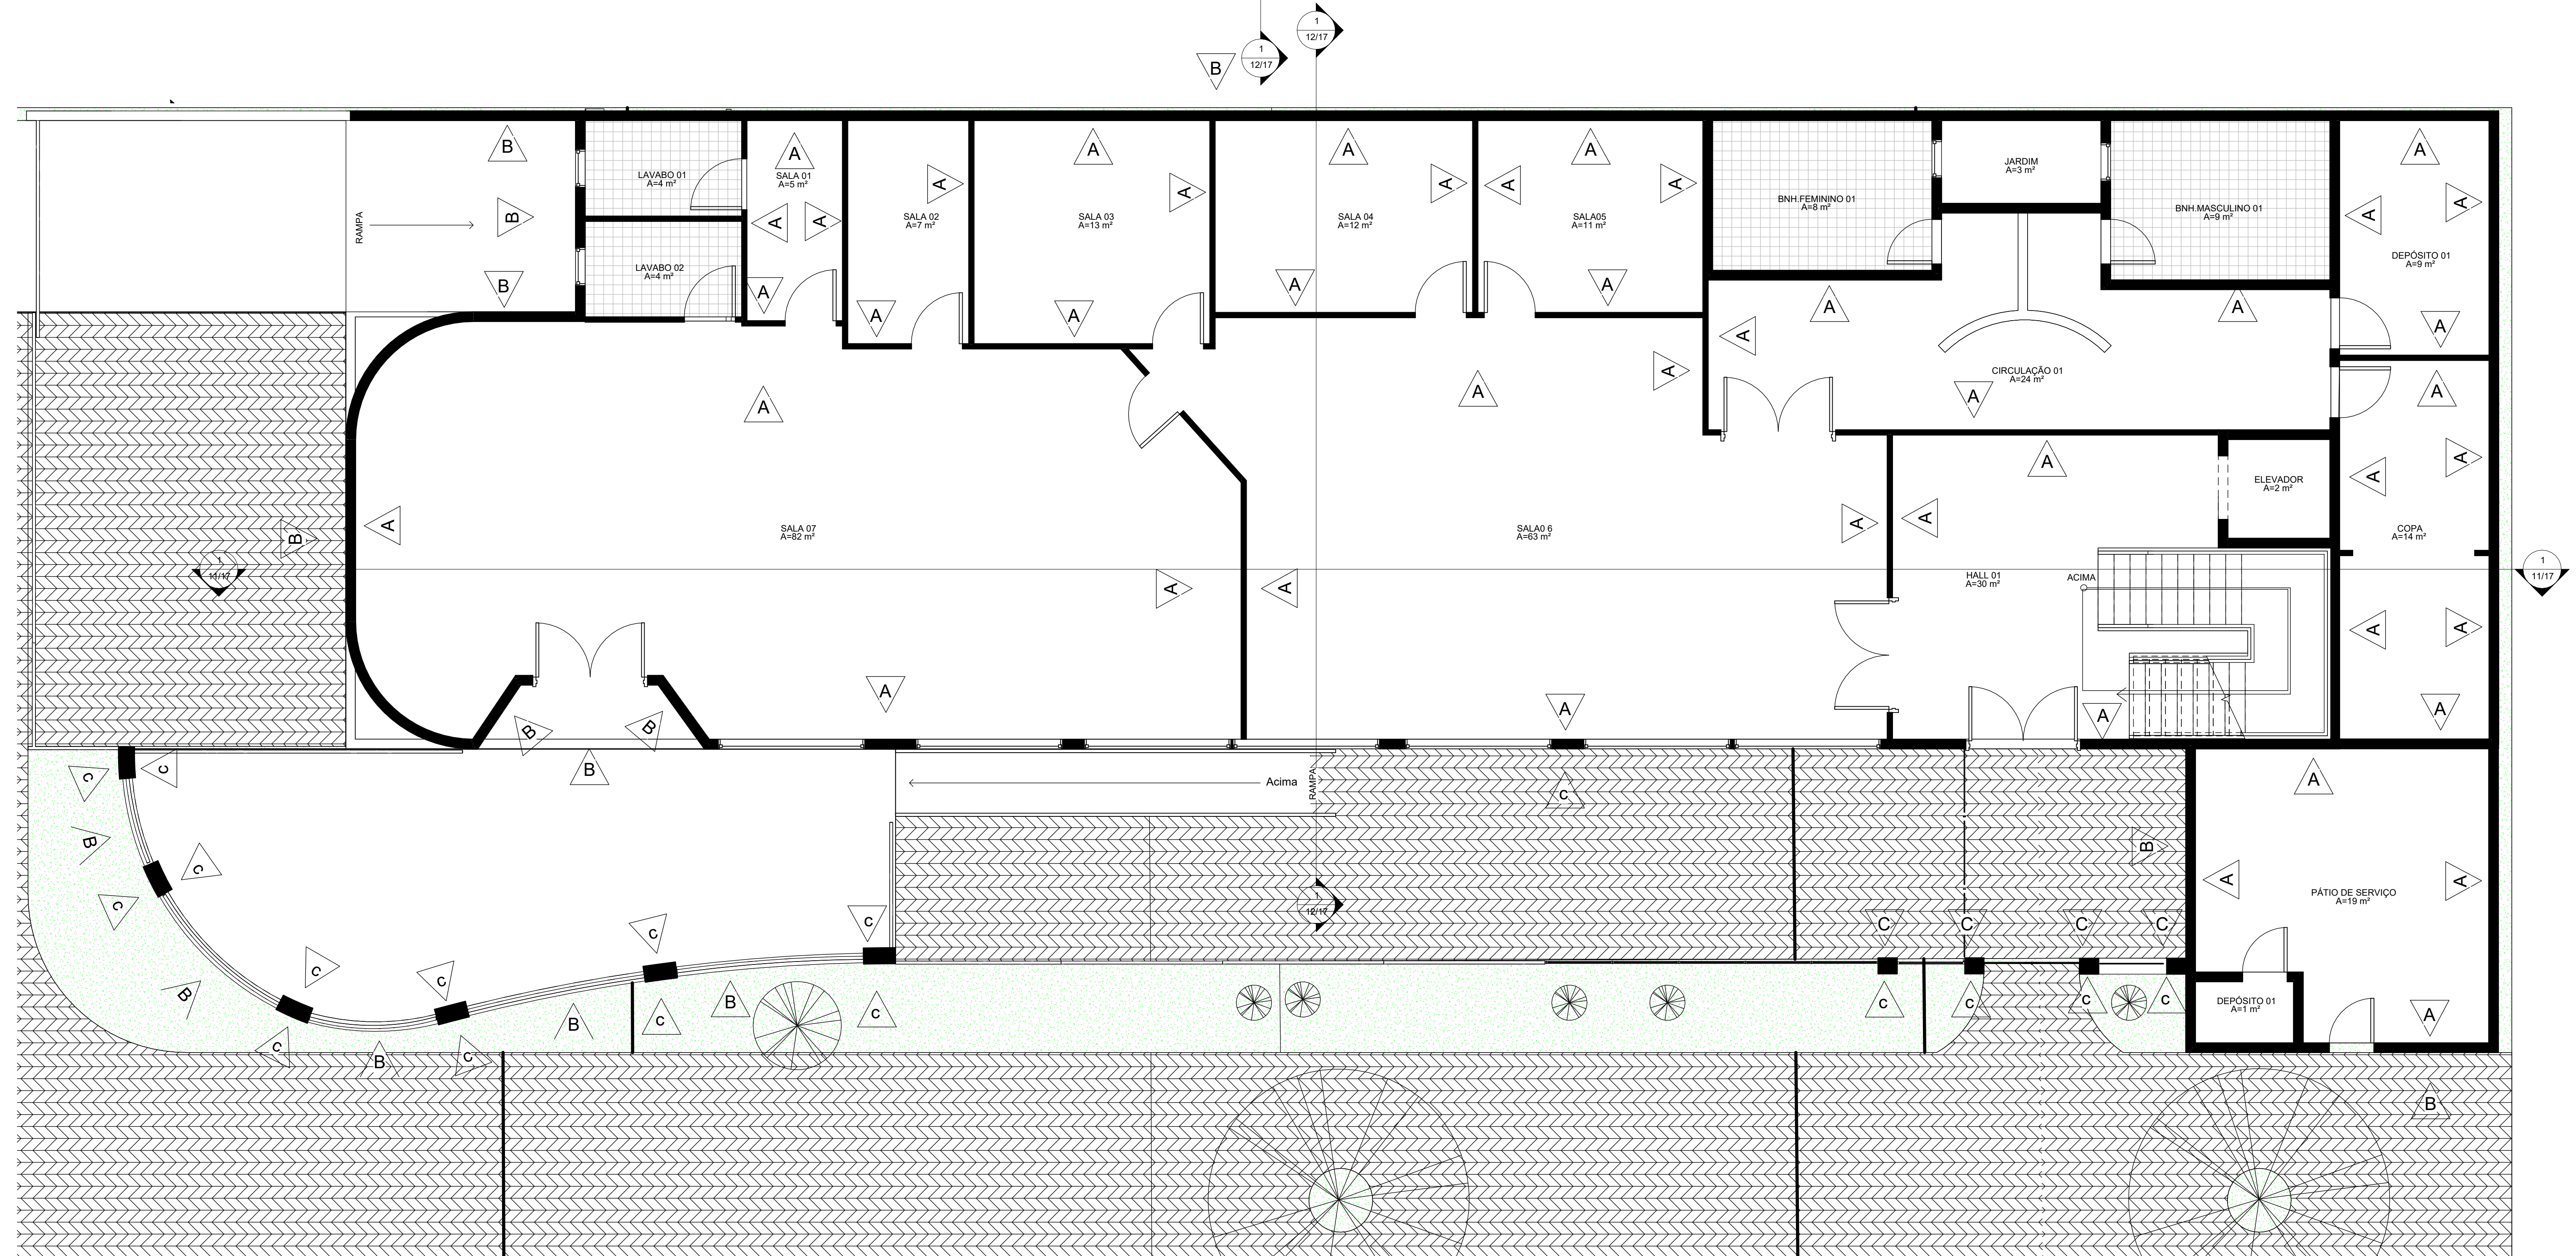 1
12/17
1
12/17
B
B
A
A
A
A
A
LAVABO 01
A=4 m²
SALA 01
A=5 m²
JARDIM
A=3 m²
A
A
A
A
A
BNH.FEMININO 01
A=8 m²
BNH.MASCULINO 01
A=9 m²
A
A
B
RAMPA
A
A
SALA 02
A=7 m²
SALA 03
A=13 m²
SALA 04
A=12 m²
SALA05
A=11 m²
DEPÓSITO 01
A=9 m²
LAVABO 02
A=4 m²
B
A
A
A
A
A
A
A
A
A
A
A
CIRCULAÇÃO 01
A=24 m²
A
A
A
A
A
A
A
ELEVADOR
A=2 m²
A
A
B
A
SALA 07
A=82 m²
SALA0 6
A=63 m²
A
A
COPA
A=14 m²
1
11/17
A
A
HALL 01
A=30 m²
ACIMA
1
11/17
A
A
A
A
A
A
B
B
B
c
c
Acima
RAMPA
c
A
B
c
B
B
A
A
PÁTIO DE SERVIÇO
A=19 m²
c
c
c
1
12/17
C
C
C
C
c
c
B
B
B
c
c
c
c
c
c
DEPÓSITO 01
A=1 m²
A
c
B
c
B